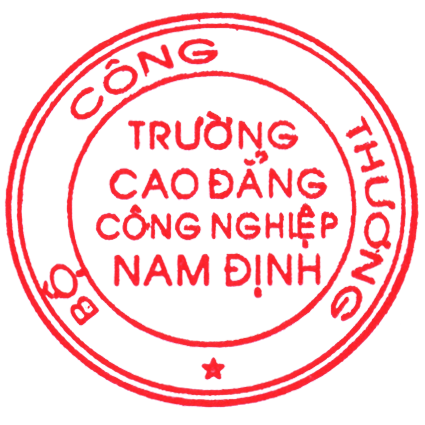 BỘ CÔNG THƯƠNG
TRƯỜNG
CAO ĐẲNG
CÔNG NGHIỆP
NAM ĐỊNH